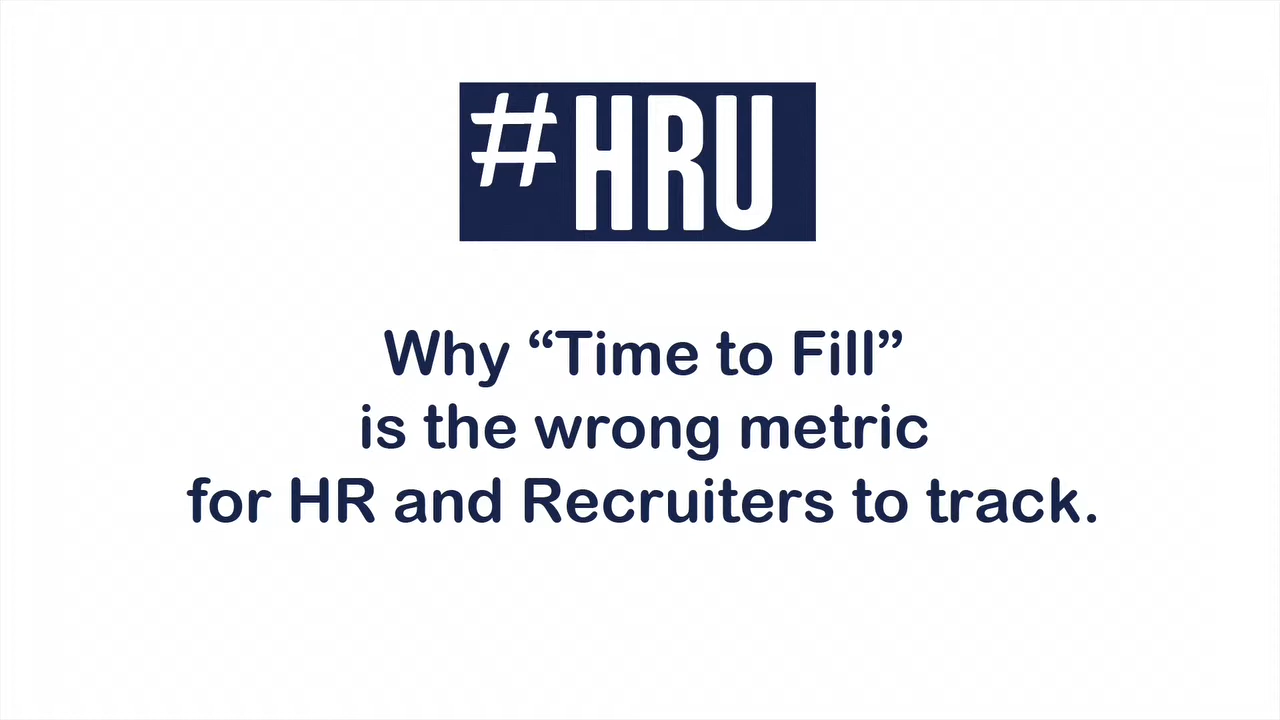 #HRU
Why “Time to Fill”
is the wrong metric
for HR and Recruiters to track.